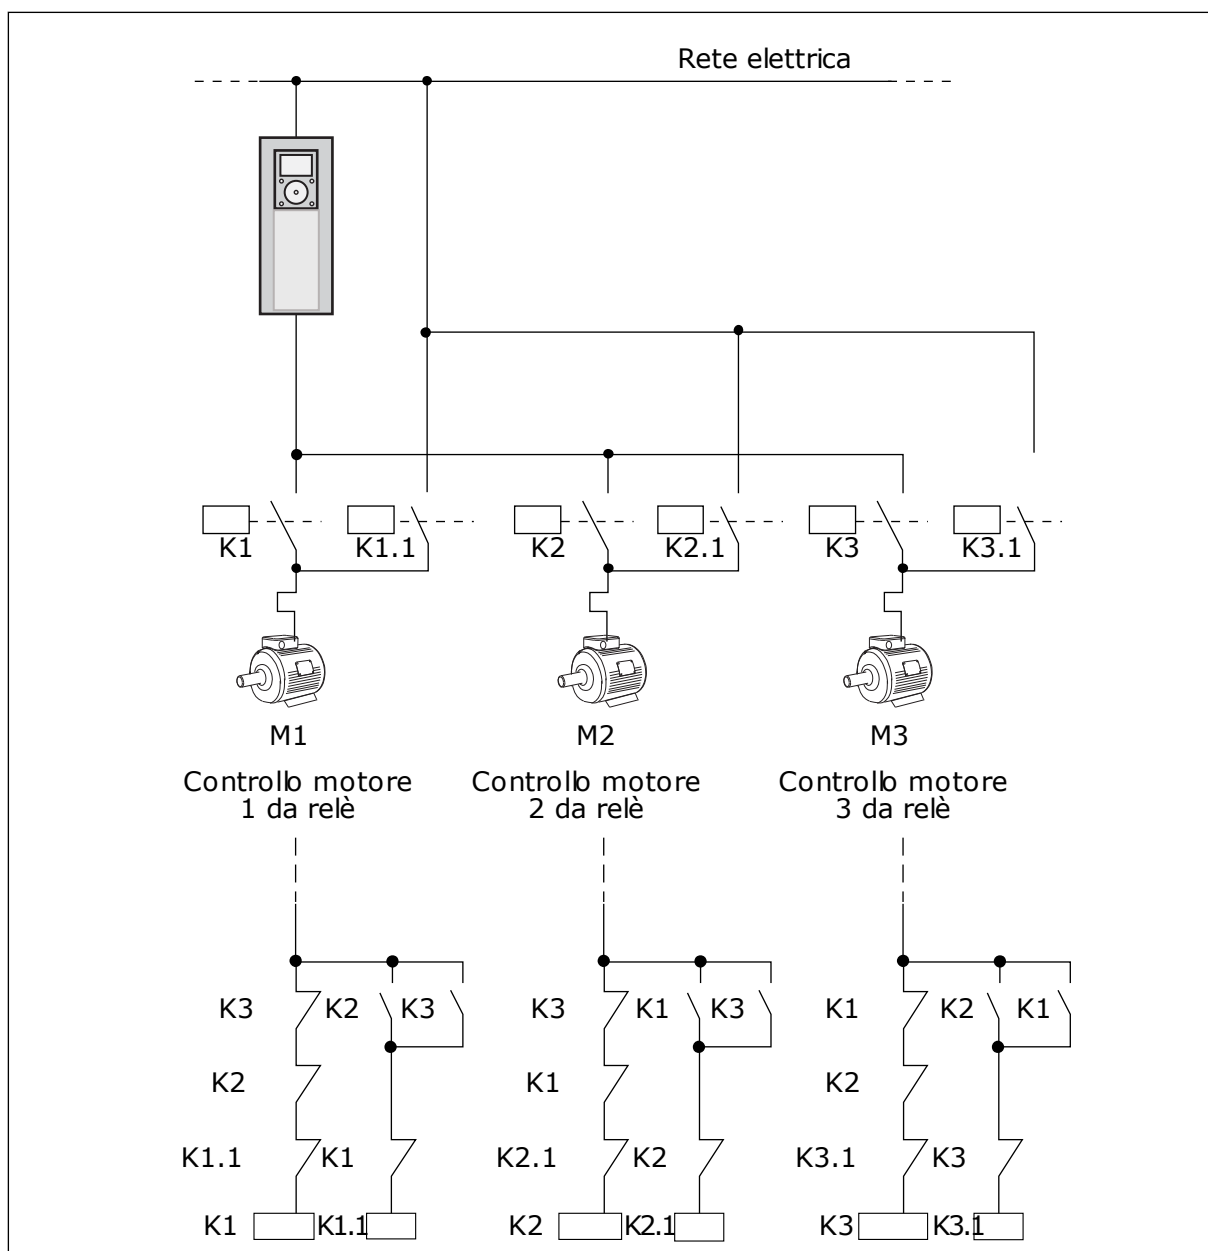 Rete elettrica
K1 K1.1 K2 K2.1 K3 K3.1
M1 M2 M3
Controllo motore
1 da relè
Controllo motore
2 da relè
Controllo motore
3 da relè
K3 K2 K3 K3 K1 K3 K1 K2 K1
K2 K1 K2
K1.1 K1 K2.1 K2 K3.1 K3
K1 K1.1 K2 K2.1 K3 K3.1